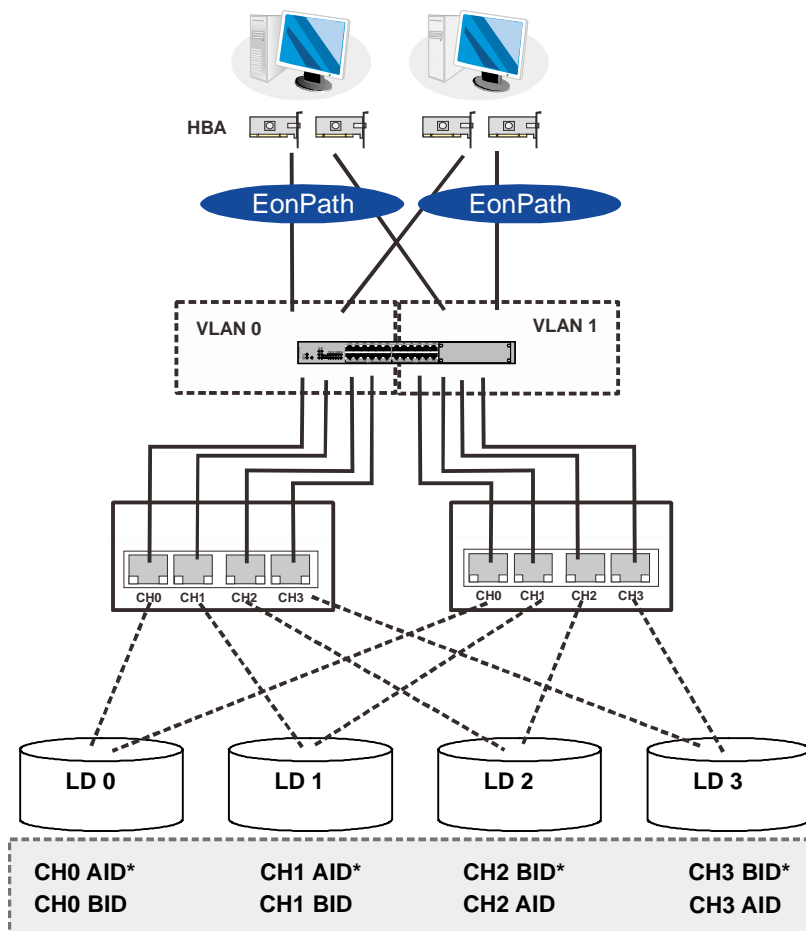 HBA
EonPath EonPath
VLAN 0 VLAN 1
CH0 CH1 CH2 CH3 CH0 CH1 CH2 CH3
LD 0 LD 1 LD 2 LD 3
CH0 AID* CH1 AID* CH2 BID* CH3 BID*
CH0 BID CH1 BID CH2 AID CH3 AID